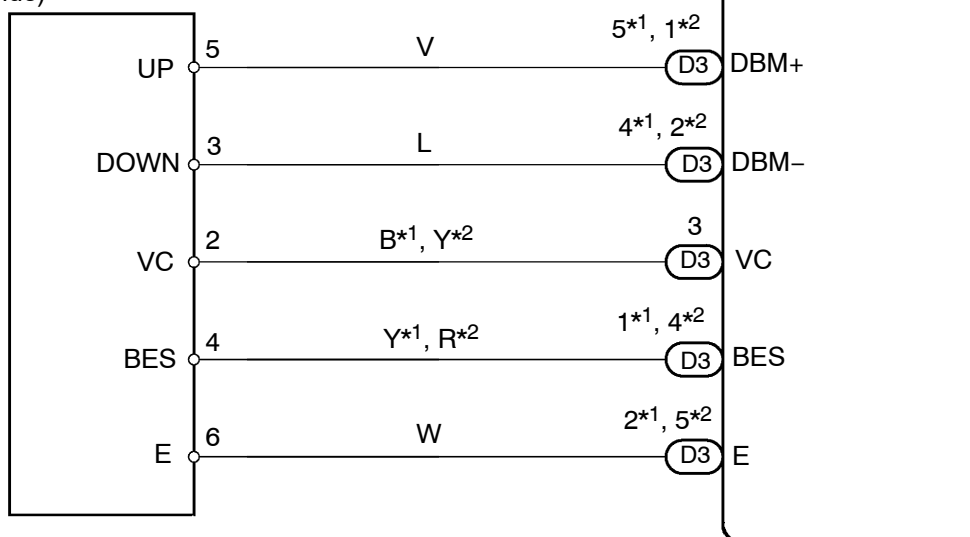 UP 5 V 5*1, 1*2 D3 DBM+
DOWN 3 L 4*1, 2*2 D3 DBM−
VC 2 B*1, Y*2 3 D3 VC
BES 4 Y*1, R*2 1*1, 4*2 D3 BES
E 6 W 2*1, 5*2 D3 E